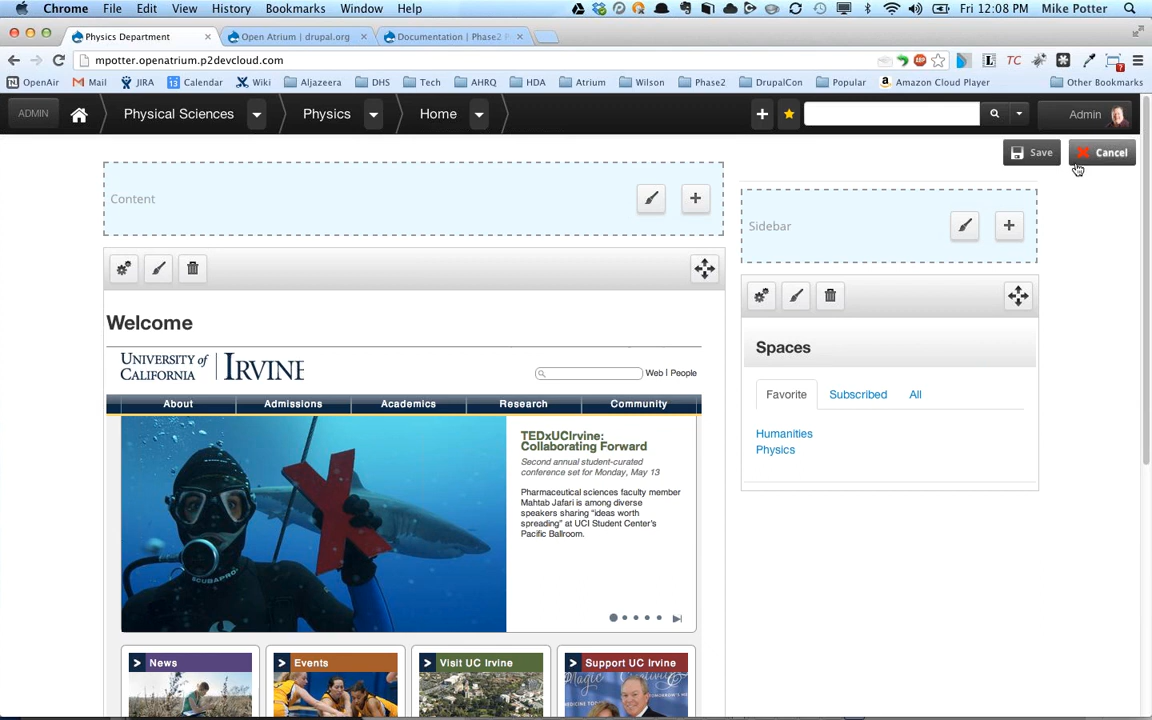 Chrome File Edit View History Bookmarks Window Help Fri 12:08 PM Mike Potter
Physics Department × Open Atrium | drupal.org × Documentation | Phase2 ×
mpotter.openatrium.p2devcloud.com
OpenAir Mail JIRA Calendar Wiki Aljazeera DHS Tech AHRQ HDA Atrium Wilson Phase2 DrupalCon Popular Amazon Cloud Player Other Bookmarks
ADMIN Physical Sciences Physics Home Admin
Save Cancel
Content
Sidebar
Welcome
UNIVERSITY of
CALIFORNIA IRVINE
Web | People
About Admissions Academics Research Community
TEDxUCIrvine:
Collaborating Forward
Second annual student-curated
conference set for Monday, May 13
Pharmaceutical sciences faculty member
Mahtab Jafari is among diverse
speakers sharing "ideas worth
spreading" at UCI Student Center's
Pacific Ballroom.
SCUBAPRO
News Events Visit UC Irvine Support UC Irvine
Spaces
Favorite Subscribed All
Humanities
Physics